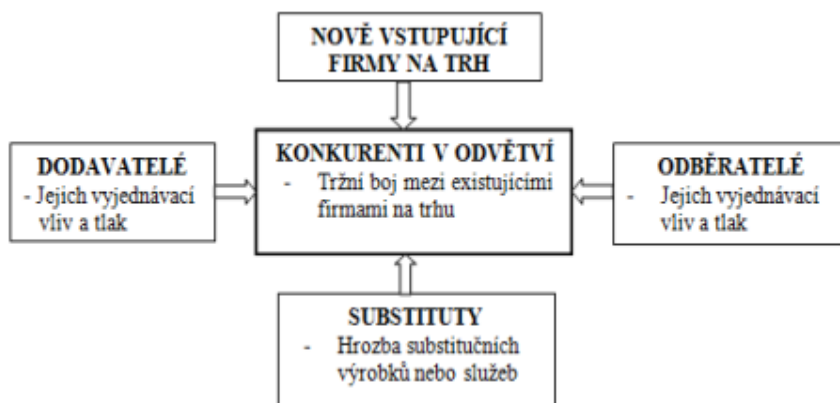 NOVĚ VSTUPUJÍCÍ
FIRMY NA TRH
DODAVATELÉ
- Jejich vyjednávací
vliv a tlak
KONKURENTI V ODVĚTVÍ
- Tržní boj mezi existujícími
firmami na trhu
ODBĚRATELÉ
- Jejich vyjednávací
vliv a tlak
SUBSTITUTY
- Hrozba substitučních
výrobků nebo služeb